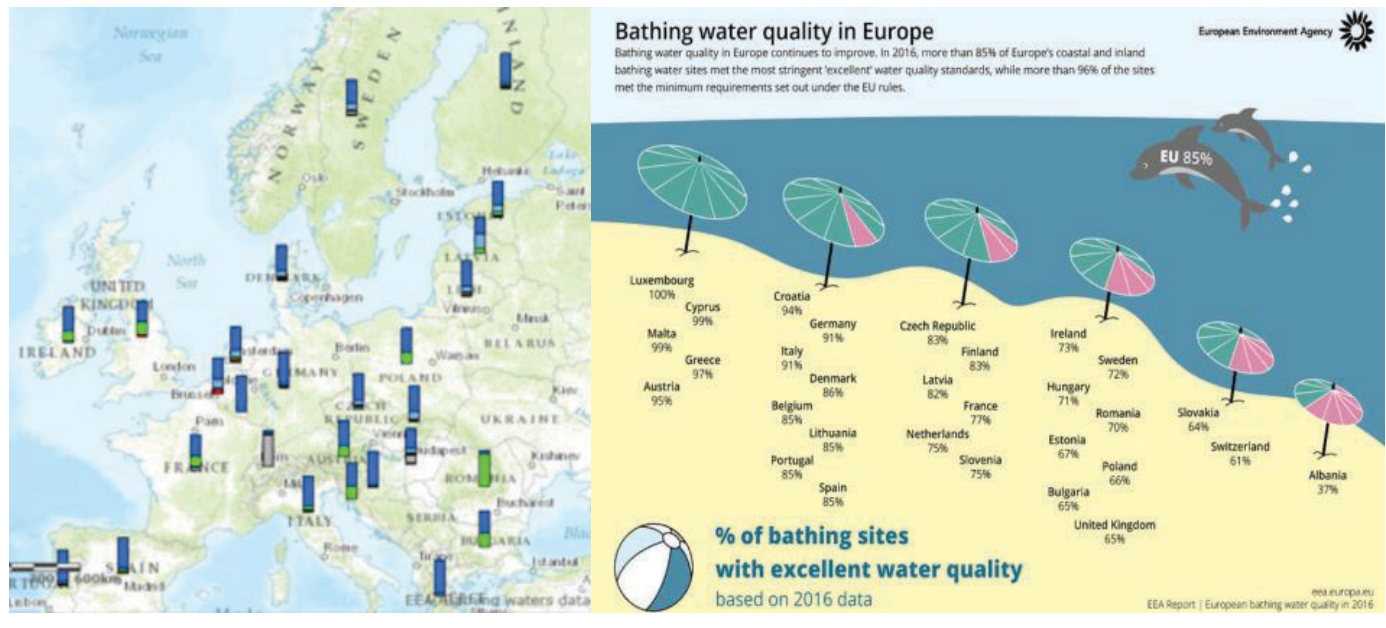 Norwegian
Sea
NORWAY
SWEDEN
INLAND
Oslo
Stockholm
Helsinki
Lake
Ladoga
Saint
Peter
ESTO
LATVIA
North
Sea
DENMARK
Copenhagen
Vilnius
Minsk
UNITED
KINGDOM
Dublin
IRELAND
BELARUS
London
Berlin
Warsaw
GERMANY
POLAND
Brussel
Kiev
Paris
CZECH
REPUBLIC
UKRAINE
Vienna
FRANCE
AUSTRIA
Budapest
Kishinev
ROM
Bucharest
ITALY
SERBIA
BULGARIA
Rome
Istanbul
600km
Madrid
Lisbon
waters data
Bathing water quality in Europe
European Environment Agency
Bathing water quality in Europe continues to improve. In 2016, more than 85% of Europe's coastal and inland
bathing water sites met the most stringent 'excellent' water quality standards, while more than 96% of the sites
met the minimum requirements set out under the EU rules.
EU 85%
Luxembourg
100%
Cyprus
99%
Malta
99%
Greece
97%
Austria
95%
Croatia
94%
Germany
91%
Italy
91%
Denmark
86%
Belgium
85%
Lithuania
85%
Portugal
85%
Spain
85%
Czech Republic
83%
Finland
83%
Latvia
82%
France
77%
Netherlands
75%
Slovenia
75%
Ireland
73%
Sweden
72%
Hungary
71%
Romania
70%
Estonia
67%
Poland
66%
Bulgaria
65%
United Kingdom
65%
Slovakia
64%
Switzerland
61%
Albania
37%
% of bathing sites
with excellent water quality
based on 2016 data
eea.europa.eu
EEA Report | European bathing water quality in 2016